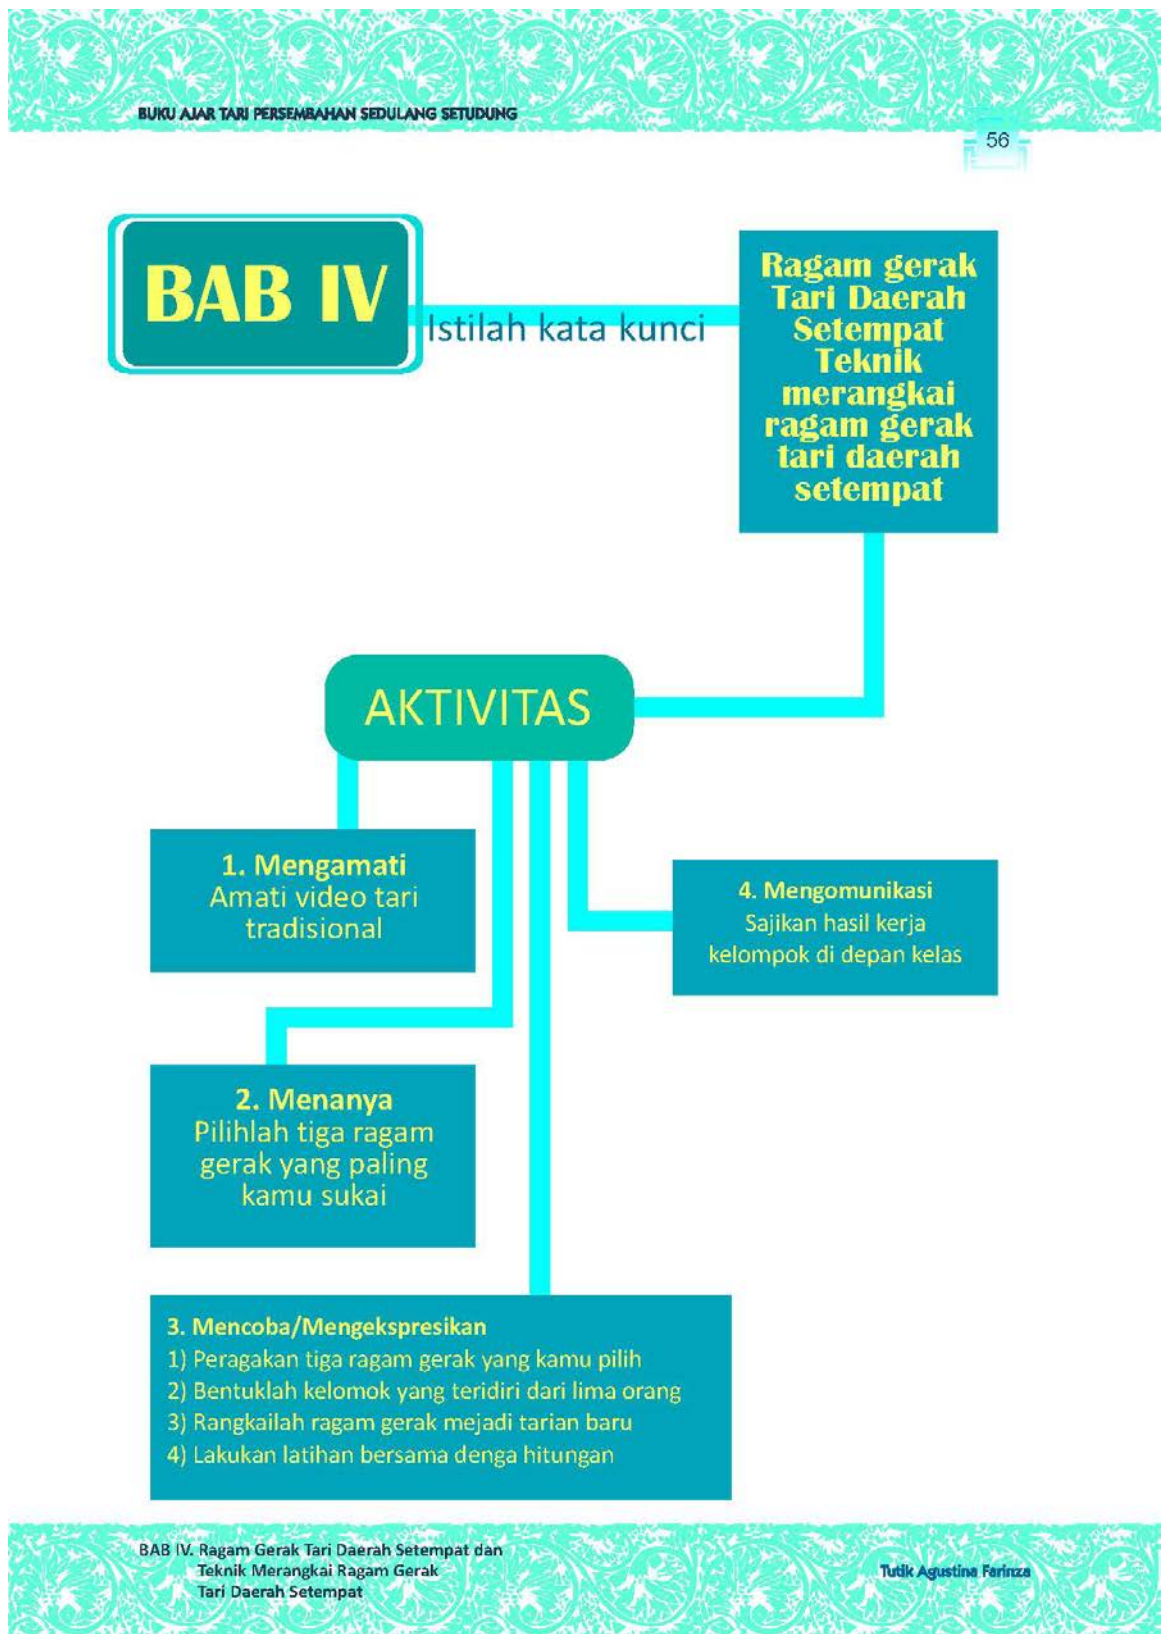 BUKU AJAR TARI PERSEMBAHAN SEDULANG SETUDUNG
56
BAB IV
Istilah kata kunci
Ragam gerak
Tari Daerah
Setempat
Teknik
merangkai
ragam gerak
tari daerah
setempat
AKTIVITAS
1. Mengamati
Amati video tari
tradisional
4. Mengomunikasi
Sajikan hasil kerja
kelompok di depan kelas
2. Menanya
Pilihlah tiga ragam
gerak yang paling
kamu sukai
3. Mencoba/Mengekspresikan
1) Peragakan tiga ragam gerak yang kamu pilih
2) Bentuklah kelomok yang teridiri dari lima orang
3) Rangkailah ragam gerak mejadi tarian baru
4) Lakukan latihan bersama denga hitungan
BAB IV. Ragam Gerak Tari Daerah Setempat dan
Teknik Merangkai Ragam Gerak
Tari Daerah Setempat
Tutik Agustina Farinza